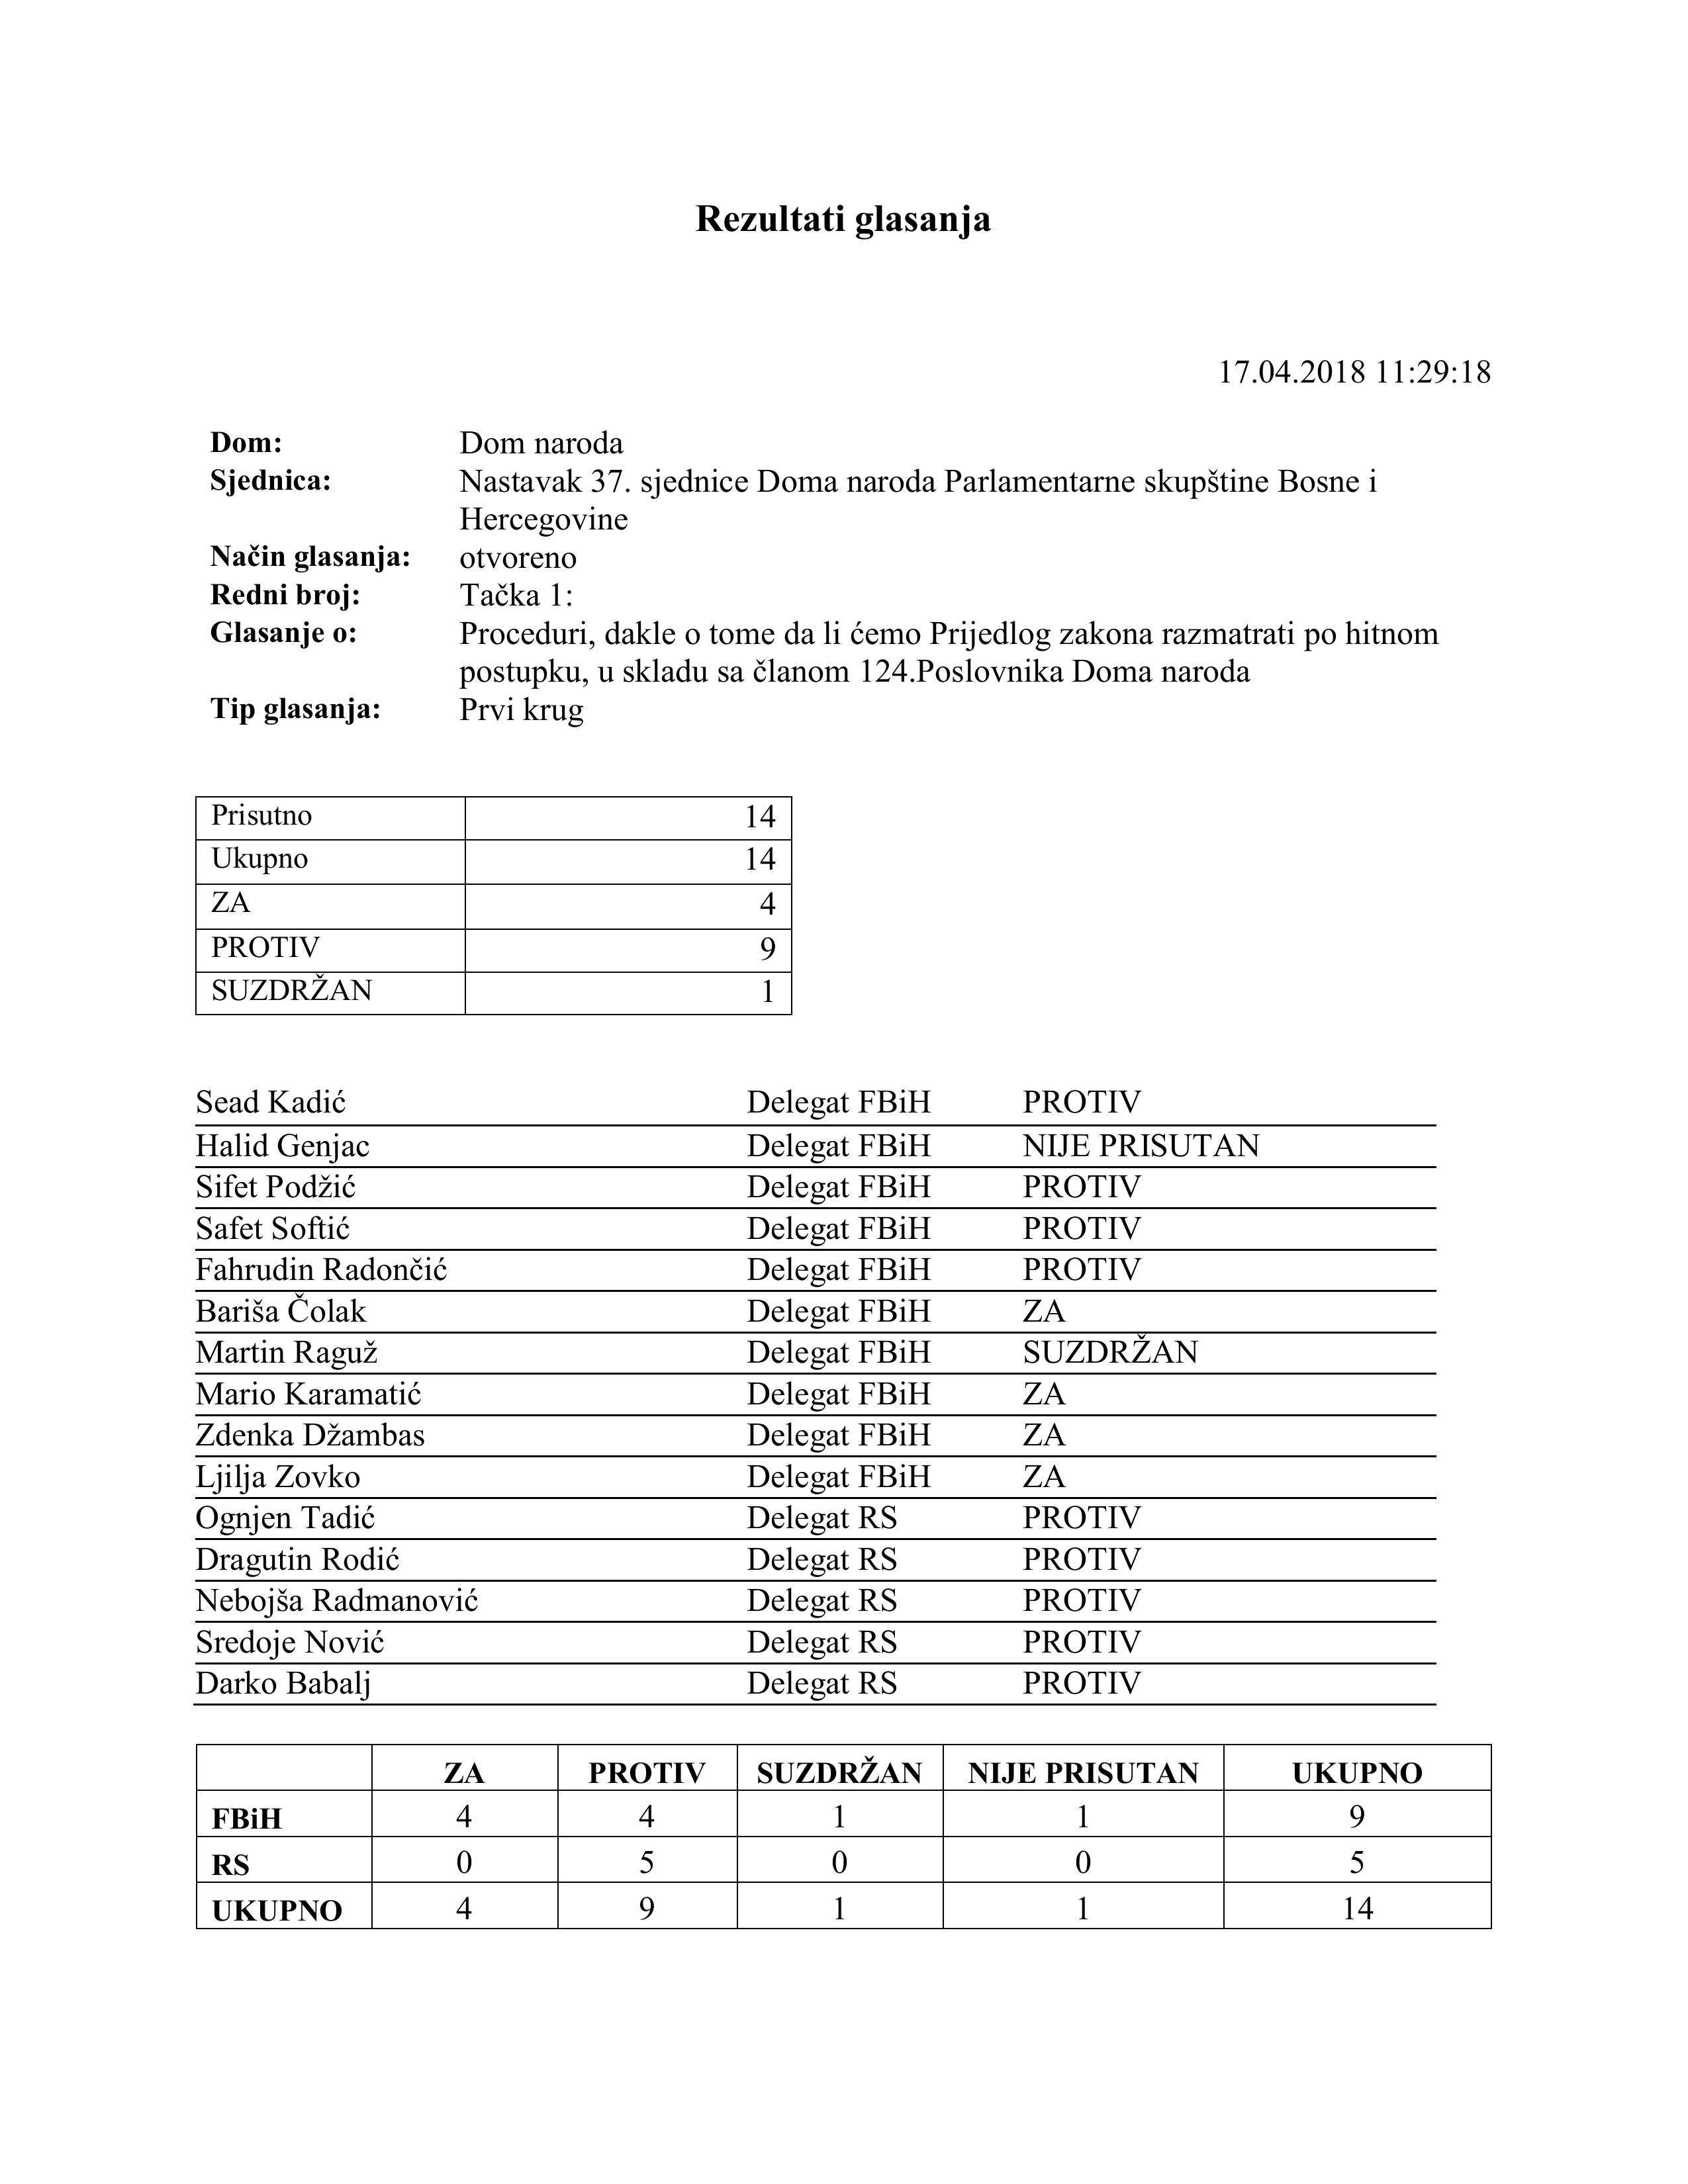 Rezultati glasanja
17.04.2018 11:29:18
Dom: Dom naroda
Sjednica: Nastavak 37. sjednice Doma naroda Parlamentarne skupštine Bosne i
Hercegovine
Način glasanja: otvoreno
Redni broj: Tačka 1:
Glasanje o: Proceduri, dakle o tome da li ćemo Prijedlog zakona razmatrati po hitnom
postupku, u skladu sa članom 124.Poslovnika Doma naroda
Tip glasanja: Prvi krug
Prisutno 14
Ukupno 14
ZA 4
PROTIV 9
SUZDRŽAN 1
Sead Kadić Delegat FBiH PROTIV
Halid Genjac Delegat FBiH NIJE PRISUTAN
Sifet Podžić Delegat FBiH PROTIV
Safet Softić Delegat FBiH PROTIV
Fahrudin Radončić Delegat FBiH PROTIV
Bariša Čolak Delegat FBiH ZA
Martin Raguž Delegat FBiH SUZDRŽAN
Mario Karamatić Delegat FBiH ZA
Zdenka Džambas Delegat FBiH ZA
Ljilja Zovko Delegat FBiH ZA
Ognjen Tadić Delegat RS PROTIV
Dragutin Rodić Delegat RS PROTIV
Nebojša Radmanović Delegat RS PROTIV
Sredoje Nović Delegat RS PROTIV
Darko Babalj Delegat RS PROTIV
ZA PROTIV SUZDRŽAN NIJE PRISUTAN UKUPNO
FBiH 4 4 1 1 9
RS 0 5 0 0 5
UKUPNO 4 9 1 1 14